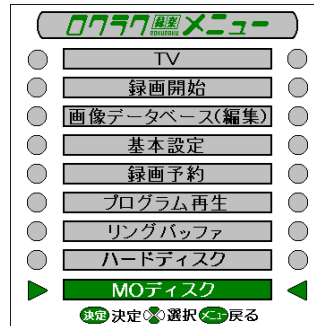 ロクラク 録楽 ROKURAKU メニュー
TV
録画開始
画像データベース(編集)
基本設定
録画予約
プログラム再生
リングバッファ
ハードディスク
MOディスク
決定 決定 選択 メニュー 戻る